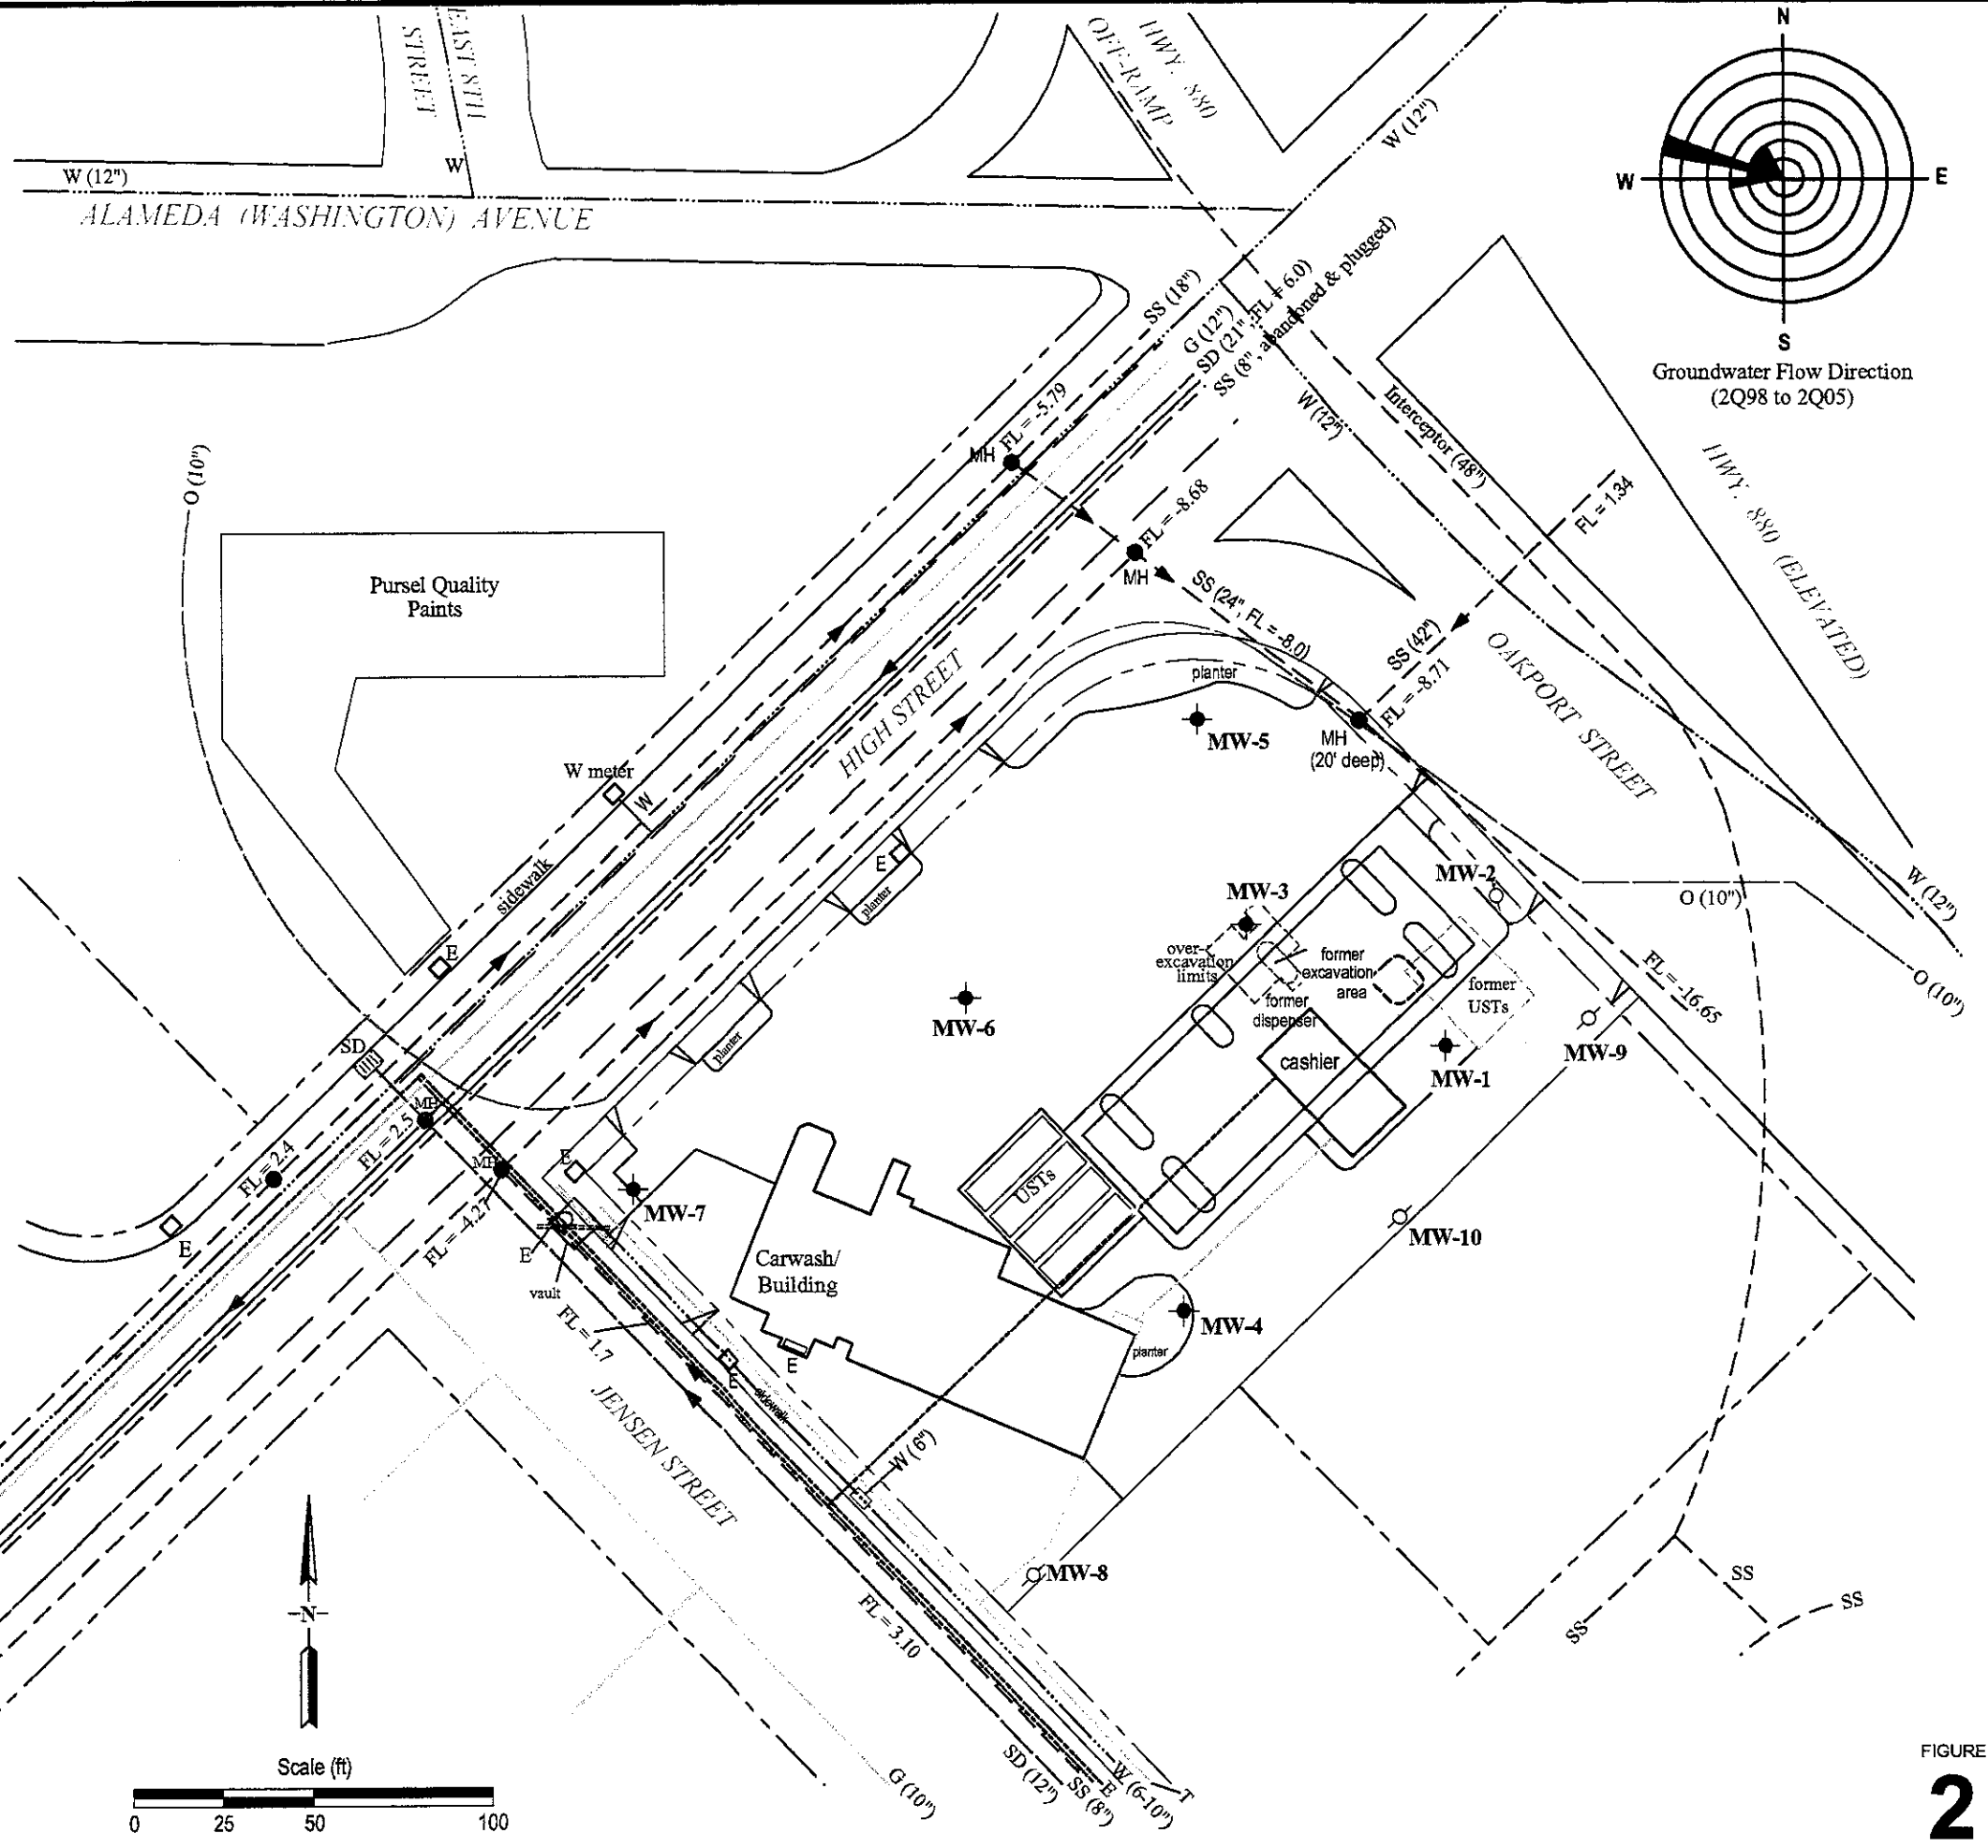 EAST 8TH
STREET
HWY. 880
OFF-RAMP
N
W
E
S
Groundwater Flow Direction
(2Q98 to 2Q05)
W (12")
W
W (12")
ALAMEDA (WASHINGTON) AVENUE
SS (18")
G (12")
SD (21", FL = 6.0)
SS (8", abandoned & plugged)
W (12")
Interceptor (48")
HWY. 880 (ELEVATED)
FL = -5.79
MH
FL = -8.68
MH
FL = 1.34
O (10")
Pursel Quality
Paints
SS (24", FL = -8.0)
SS (42")
FL = -8.71
OAKPORT STREET
planter
HIGH STREET
MW-5
MH
(20' deep)
W meter
W
E
planter
sidewalk
MW-2
MW-3
O (10")
W (12")
O (10")
over-
excavation
limits
former
excavation
area
former
dispenser
former
USTs
FL = -16.65
E
MW-6
cashier
MW-1
MW-9
planter
SD
MH
FL = 2.5
FL = 2.4
MH
FL = -4.27
E
MW-7
USTs
MW-10
E
E
vault
Carwash/
Building
MW-4
planter
FL = 1.7
E
E
sidewalk
JENSEN STREET
W (6")
MW-8
FL = 3.10
SS
SS
SS
-N-
Scale (ft)
0 25 50 100
G (10")
SD (12")
SS (8")
E
W (6-10")
T
FIGURE
2